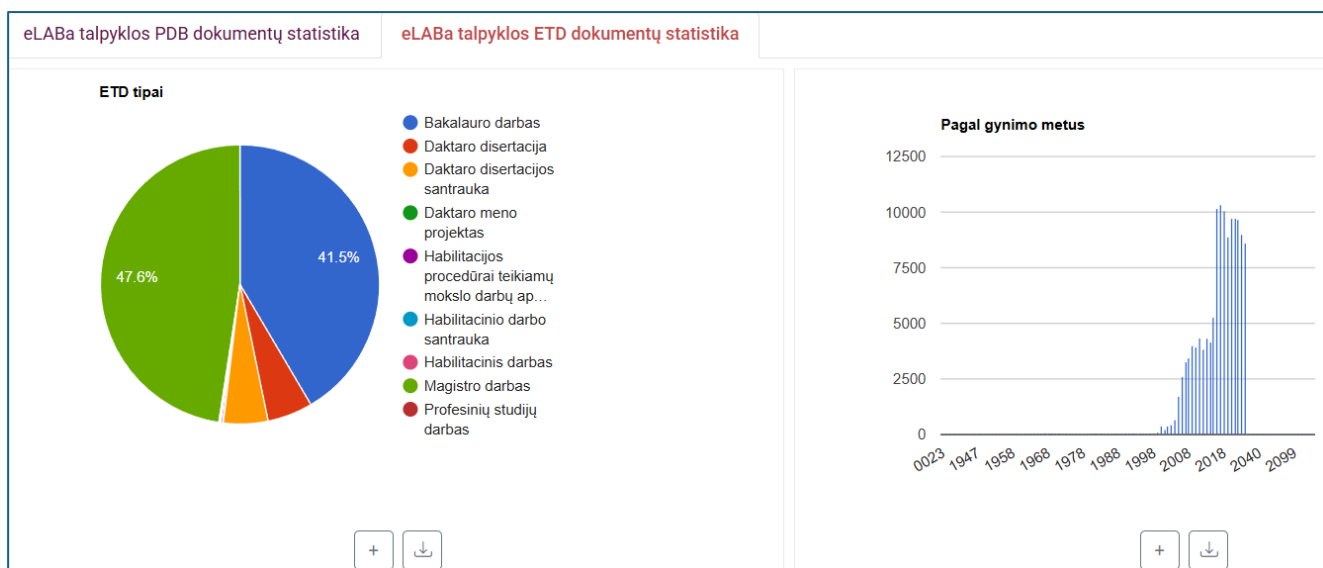 eLABa talpyklos PDB dokumentų statistika
eLABa talpyklos ETD dokumentų statistika
ETD tipai
47.6%
41.5%
Bakalauro darbas
Daktaro disertacija
Daktaro disertacijos
santrauka
Daktaro meno
projektas
Habilitacijos
procedūrai teikiamų
mokslo darbų ap...
Habilitacinio darbo
santrauka
Habilitacinis darbas
Magistro darbas
Profesinių studijų
darbas
+
Pagal gynimo metus
12500
10000
7500
5000
2500
0
0023
1947
1958
1968
1978
1988
1998
2008
2018
2040
2099
+